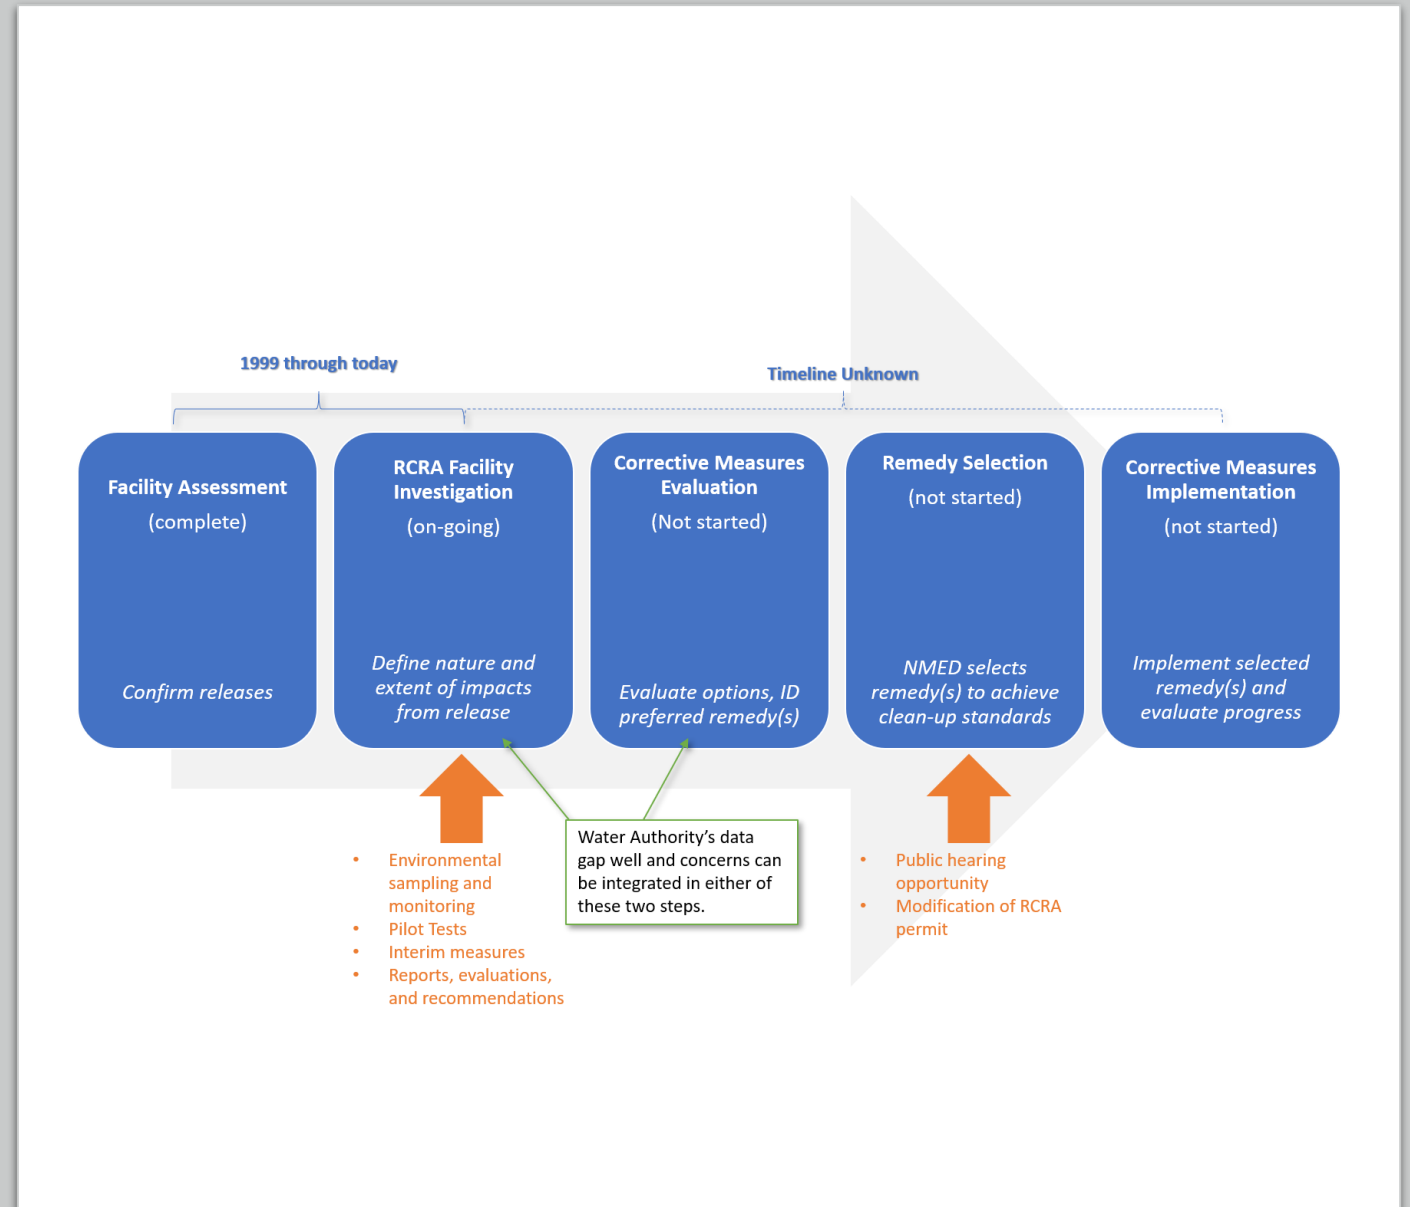 1999 through today
Timeline Unknown
Facility Assessment
(complete)
Confirm releases
RCRA Facility
Investigation
(on-going)
Define nature and
extent of impacts
from release
Corrective Measures
Evaluation
(Not started)
Evaluate options, ID
preferred remedy(s)
Remedy Selection
(not started)
NMED selects
remedy(s) to achieve
clean-up standards
Corrective Measures
Implementation
(not started)
Implement selected
remedy(s) and
evaluate progress
• Environmental
sampling and
monitoring
• Pilot Tests
• Interim measures
• Reports, evaluations,
and recommendations
Water Authority’s data
gap well and concerns can
be integrated in either of
these two steps.
• Public hearing
opportunity
• Modification of RCRA
permit